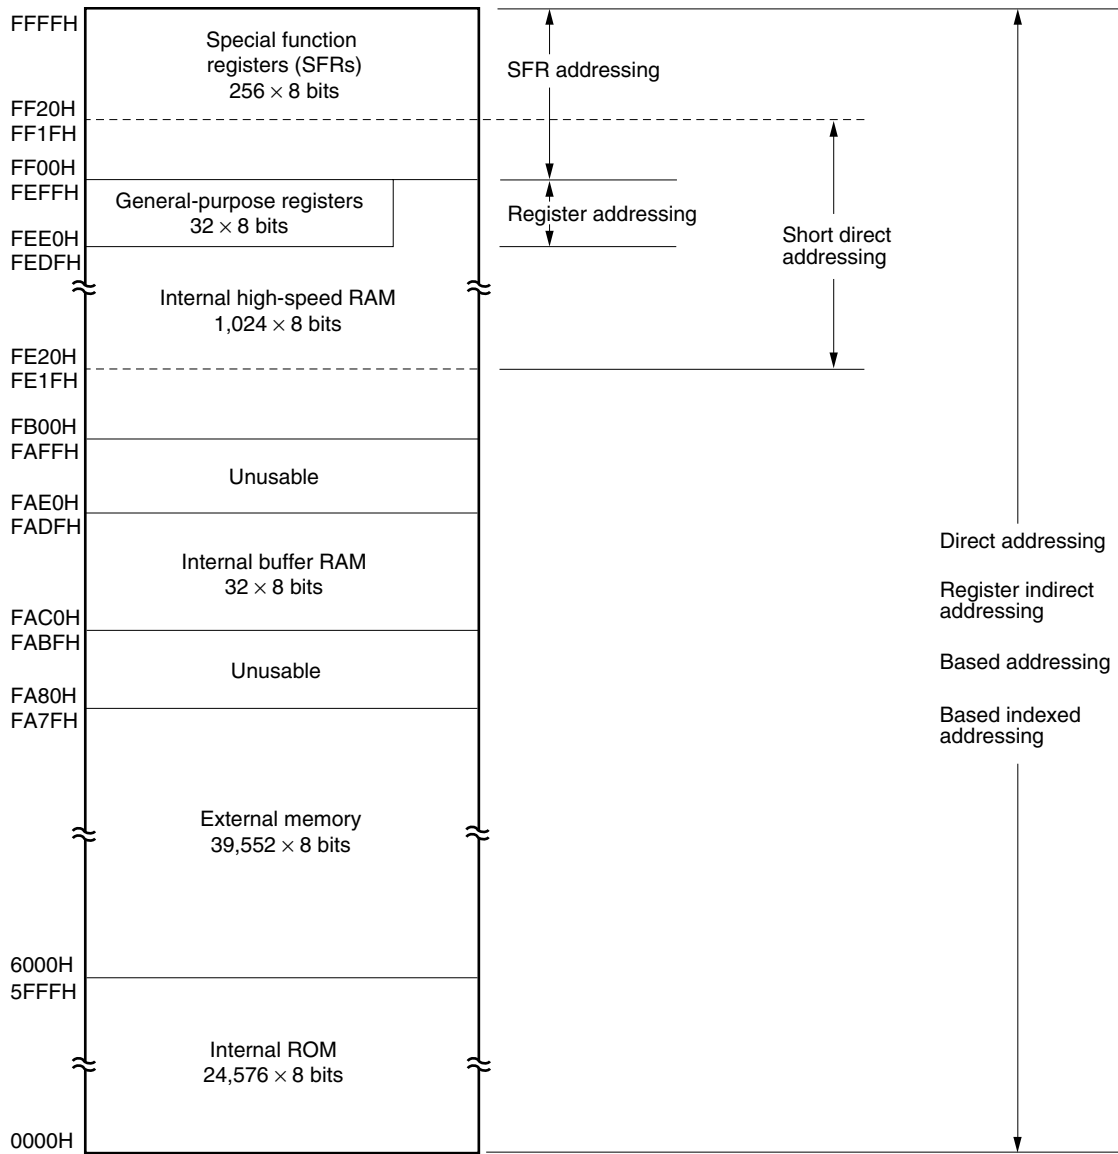 FFFFH
Special function
registers (SFRs)
256 × 8 bits
SFR addressing
FF20H
FF1FH
FF00H
FEFFH
General-purpose registers
32 × 8 bits
Register addressing
Short direct
addressing
FEE0H
FEDFH
Internal high-speed RAM
1,024 × 8 bits
FE20H
FE1FH
FB00H
FAFFH
Unusable
FAE0H
FADFH
Internal buffer RAM
32 × 8 bits
Direct addressing
Register indirect
addressing
Based addressing
Based indexed
addressing
FAC0H
FABFH
Unusable
FA80H
FA7FH
External memory
39,552 × 8 bits
6000H
5FFFH
Internal ROM
24,576 × 8 bits
0000H